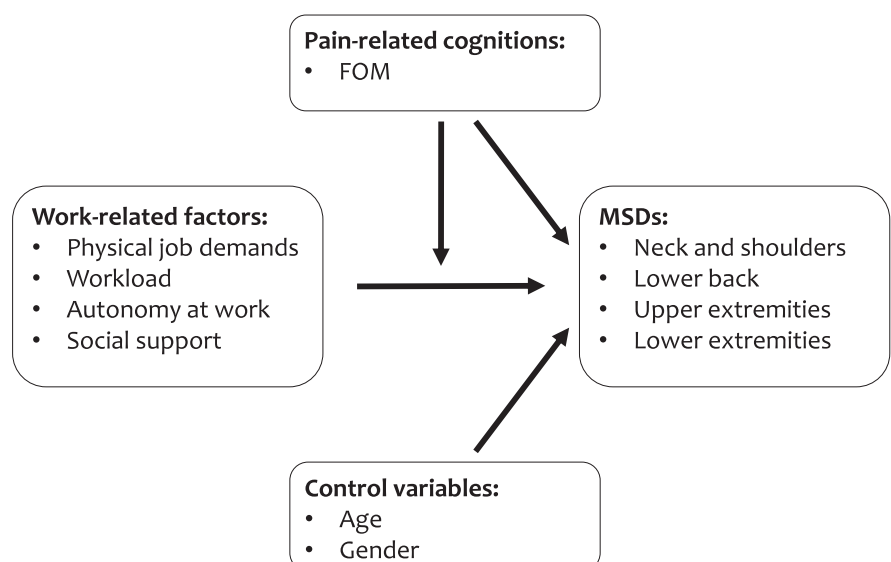 Pain-related cognitions:
• FOM
Work-related factors:
• Physical job demands
• Workload
• Autonomy at work
• Social support
MSDs:
• Neck and shoulders
• Lower back
• Upper extremities
• Lower extremities
Control variables:
• Age
• Gender